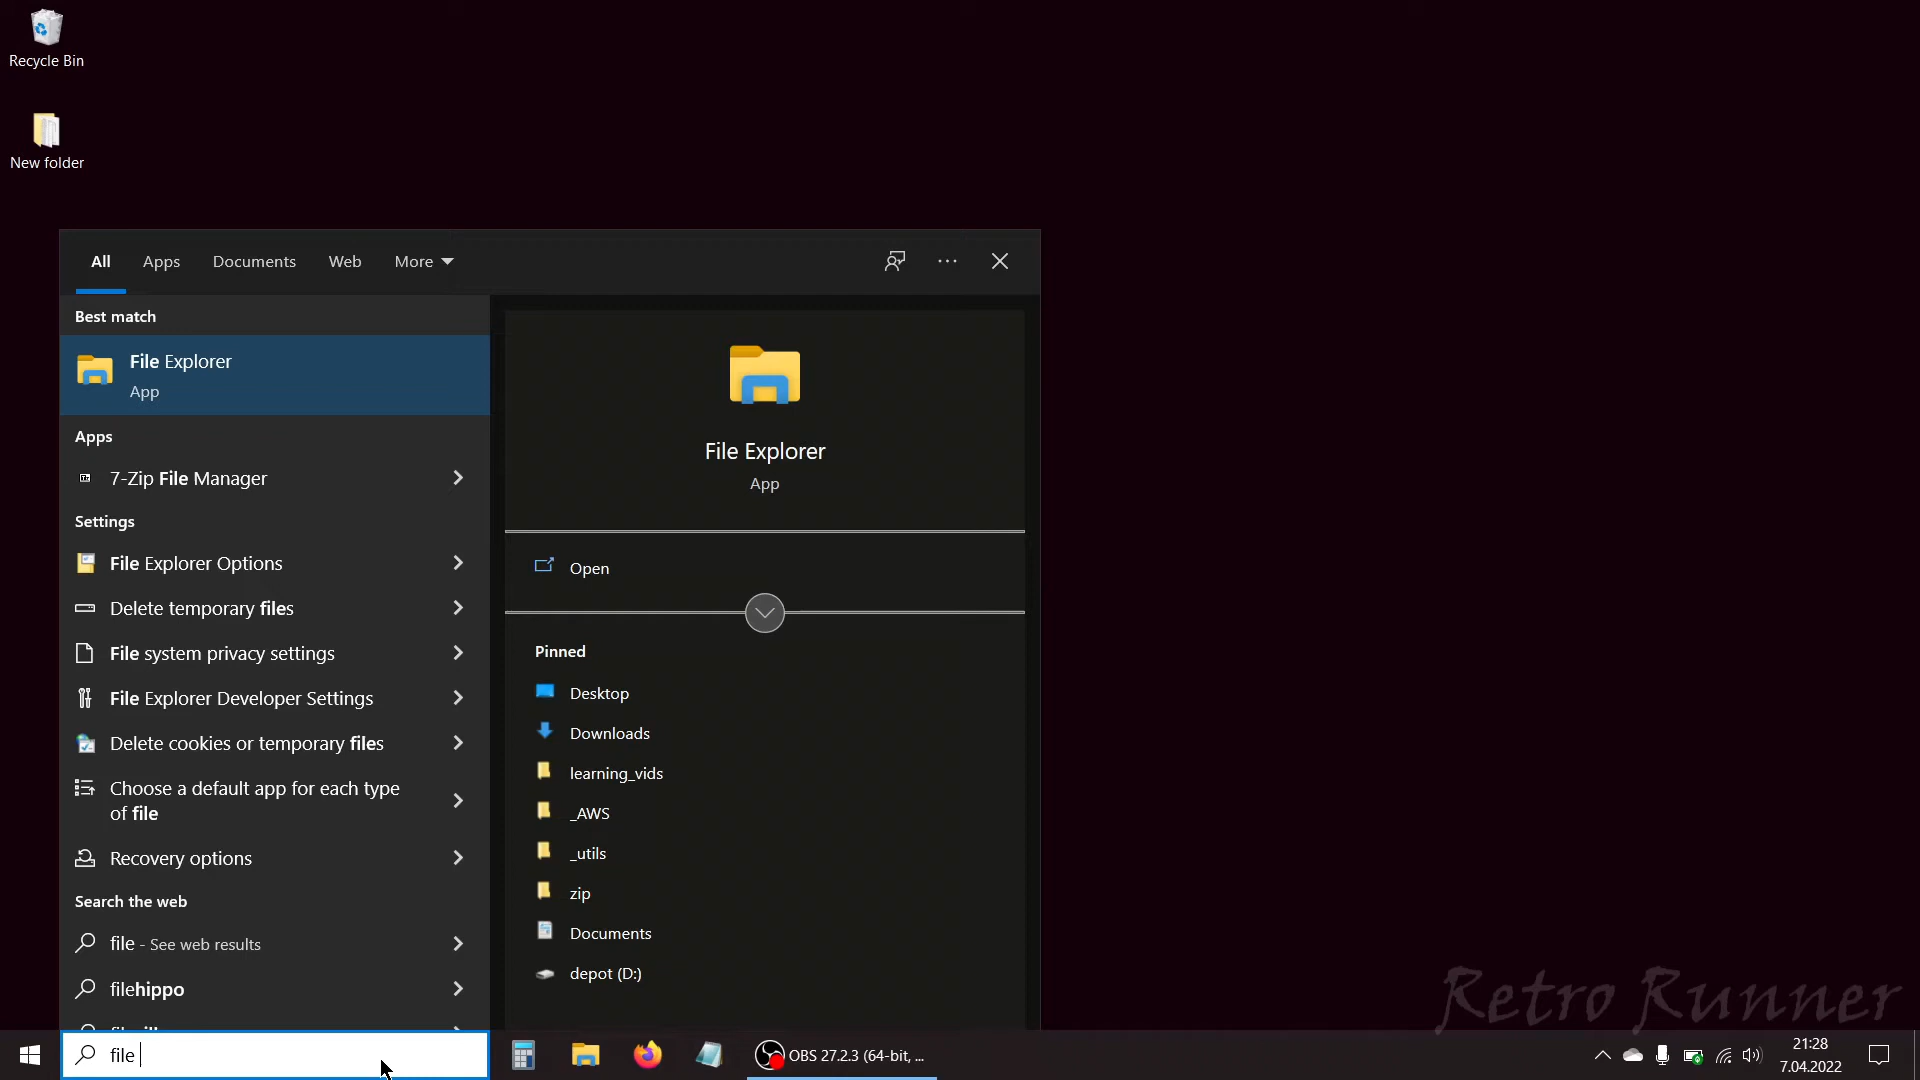 Recycle Bin
New folder
All Apps Documents Web More
Best match
File Explorer
App
Apps
7-Zip File Manager
Settings
File Explorer Options
Delete temporary files
File system privacy settings
File Explorer Developer Settings
Delete cookies or temporary files
Choose a default app for each type
of file
Recovery options
Search the web
file - See web results
filehippo
File Explorer
App
Open
Pinned
Desktop
Downloads
learning_vids
_AWS
_utils
zip
Documents
depot (D:)
Retro Runner
file
OBS 27.2.3 (64-bit, ...
21:28
7.04.2022